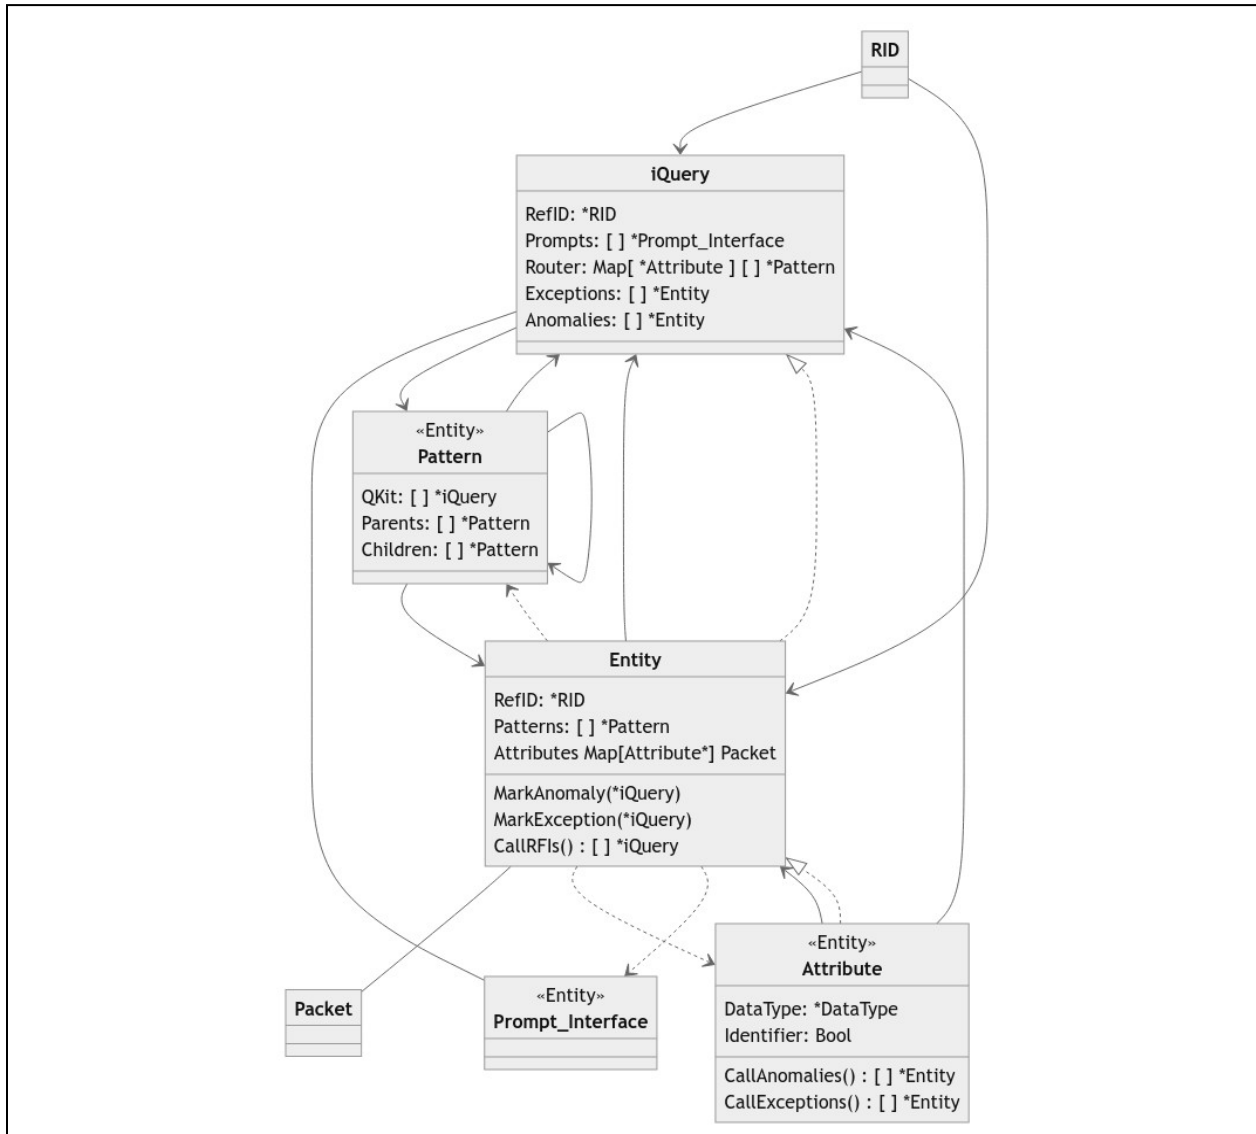 RID
iQuery
RefID: *RID
Prompts: [ ] *Prompt_Interface
Router: Map[ *Attribute ] [ ] *Pattern
Exceptions: [ ] *Entity
Anomalies: [ ] *Entity
«Entity»
Pattern
QKit: [ ] *iQuery
Parents: [ ] *Pattern
Children: [ ] *Pattern
Entity
RefID: *RID
Patterns: [ ] *Pattern
Attributes Map[Attribute*] Packet
MarkAnomaly(*iQuery)
MarkException(*iQuery)
CallRFIs() : [ ] *iQuery
Packet
«Entity»
Prompt_Interface
«Entity»
Attribute
DataType: *DataType
Identifier: Bool
CallAnomalies() : [ ] *Entity
CallExceptions() : [ ] *Entity